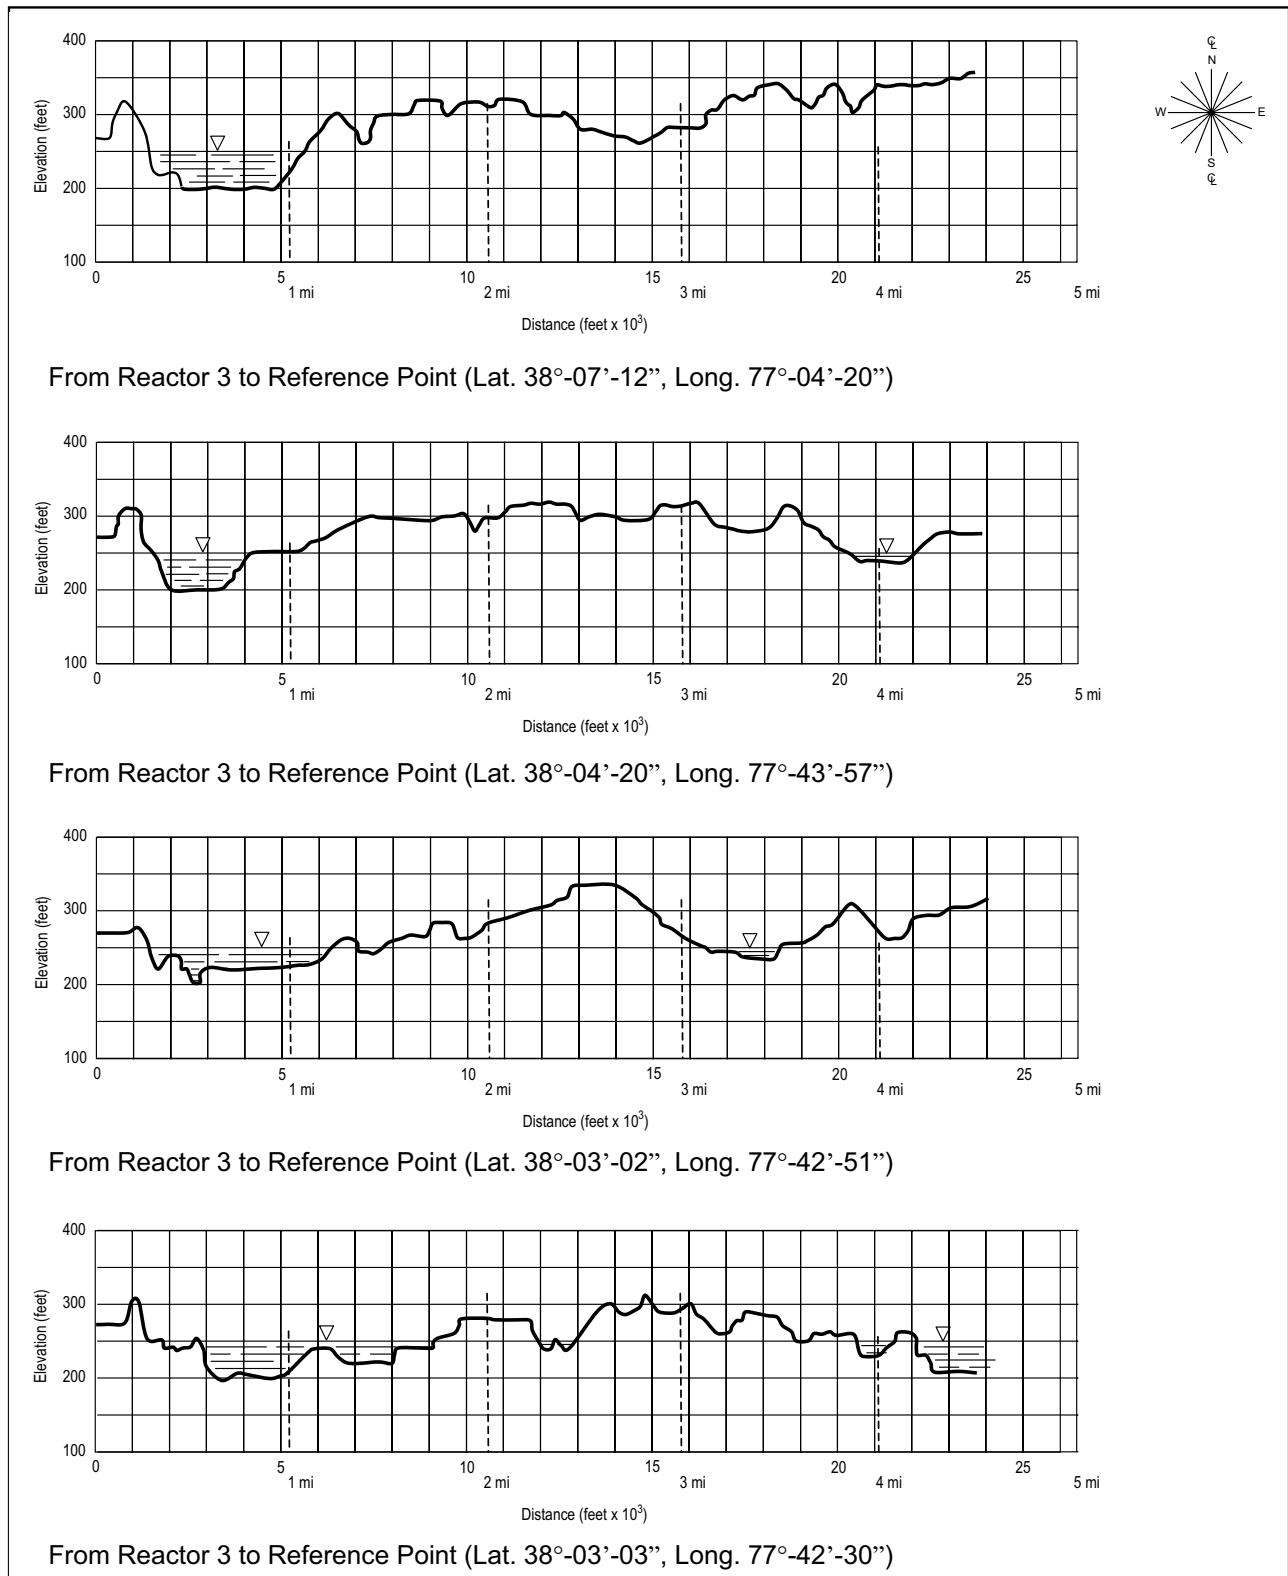 400
300
200
100
Elevation (feet)
0 5 10 15 20 25
1 mi 2 mi 3 mi 4 mi 5 mi
Distance (feet x 10³)
℄
N
W E
S
℄
From Reactor 3 to Reference Point (Lat. 38°-07’-12”, Long. 77°-04’-20”)
400
300
200
100
Elevation (feet)
0 5 10 15 20 25
1 mi 2 mi 3 mi 4 mi 5 mi
Distance (feet x 10³)
From Reactor 3 to Reference Point (Lat. 38°-04’-20”, Long. 77°-43’-57”)
400
300
200
100
Elevation (feet)
0 5 10 15 20 25
1 mi 2 mi 3 mi 4 mi 5 mi
Distance (feet x 10³)
From Reactor 3 to Reference Point (Lat. 38°-03’-02”, Long. 77°-42’-51”)
400
300
200
100
Elevation (feet)
0 5 10 15 20 25
1 mi 2 mi 3 mi 4 mi 5 mi
Distance (feet x 10³)
From Reactor 3 to Reference Point (Lat. 38°-03’-03”, Long. 77°-42’-30”)